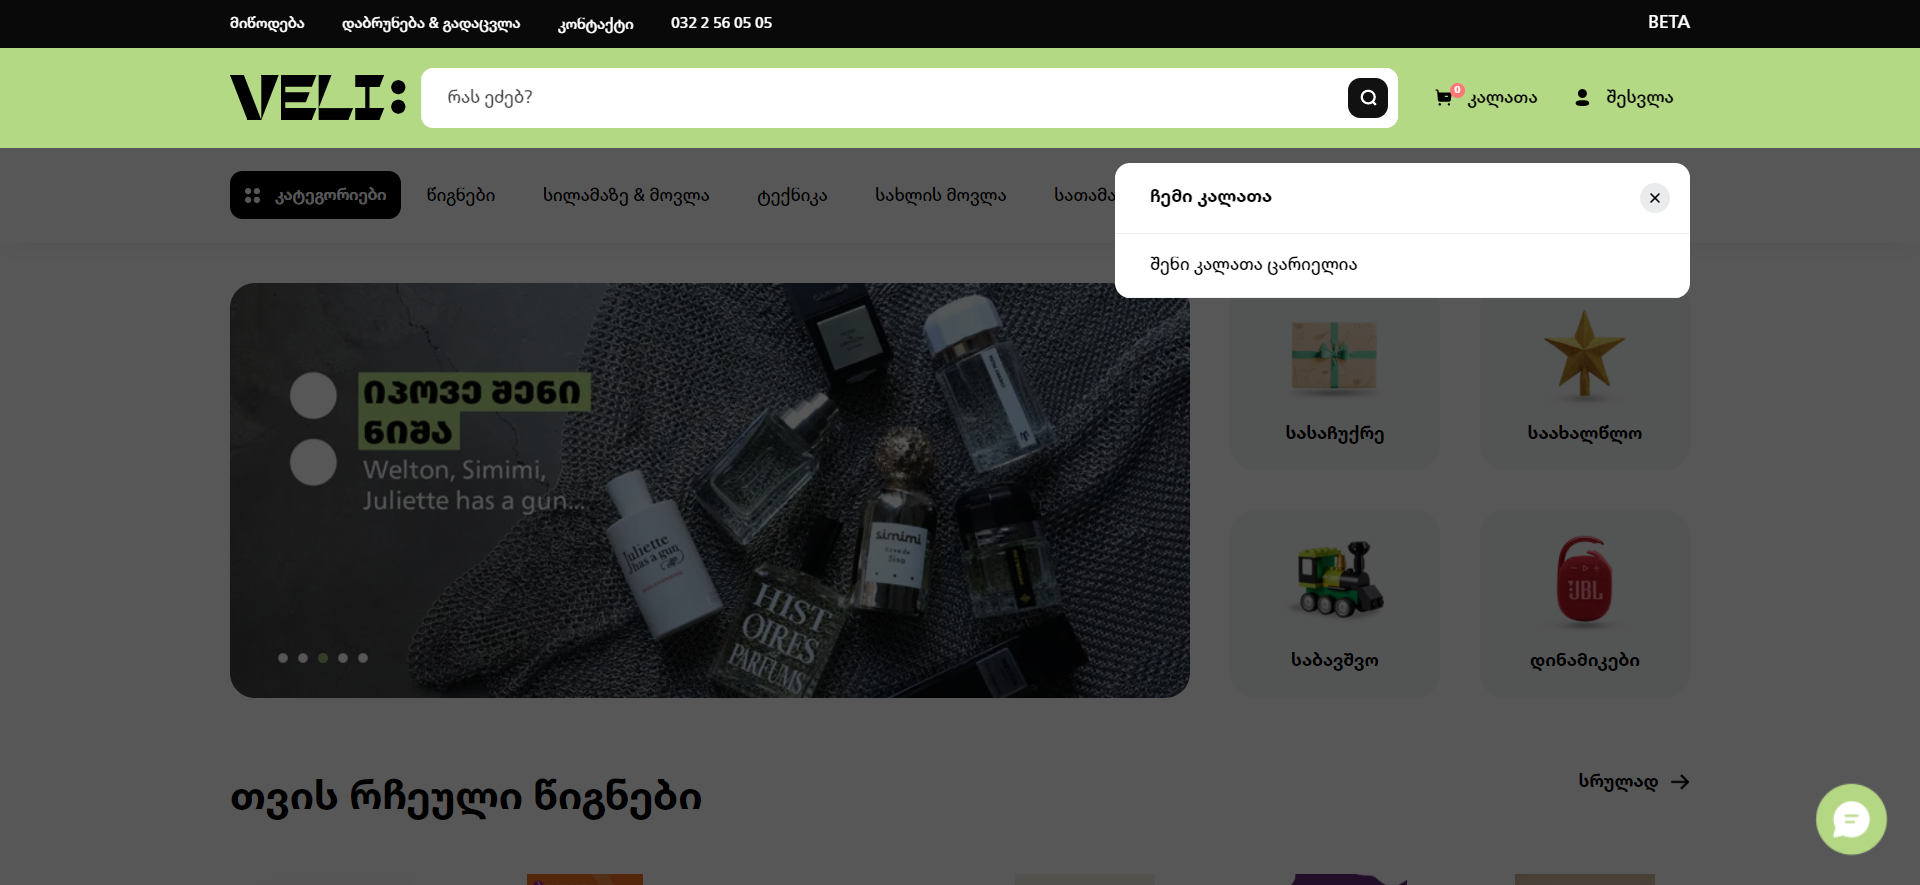 მიწოდება
დაბრუნება & გადაცვლა
კონტაქტი
032 2 56 05 05
BETA
VELI:
რას ეძებ?
0
კალათა
შესვლა
კატეგორიები
წიგნები
სილამაზე & მოვლა
ტექნიკა
სახლის მოვლა
სათამა
ჩემი კალათა
შენი კალათა ცარიელია
იპოვე შენი
ნიშა
Welton, Simimi,
Juliette has a gun...
Juliette
has a gun
simimi
HIST
OIRES
PARFUMS
სასაჩუქრე
საახალწლო
JBL
საბავშვო
დინამიკები
თვის რჩეული წიგნები
სრულად